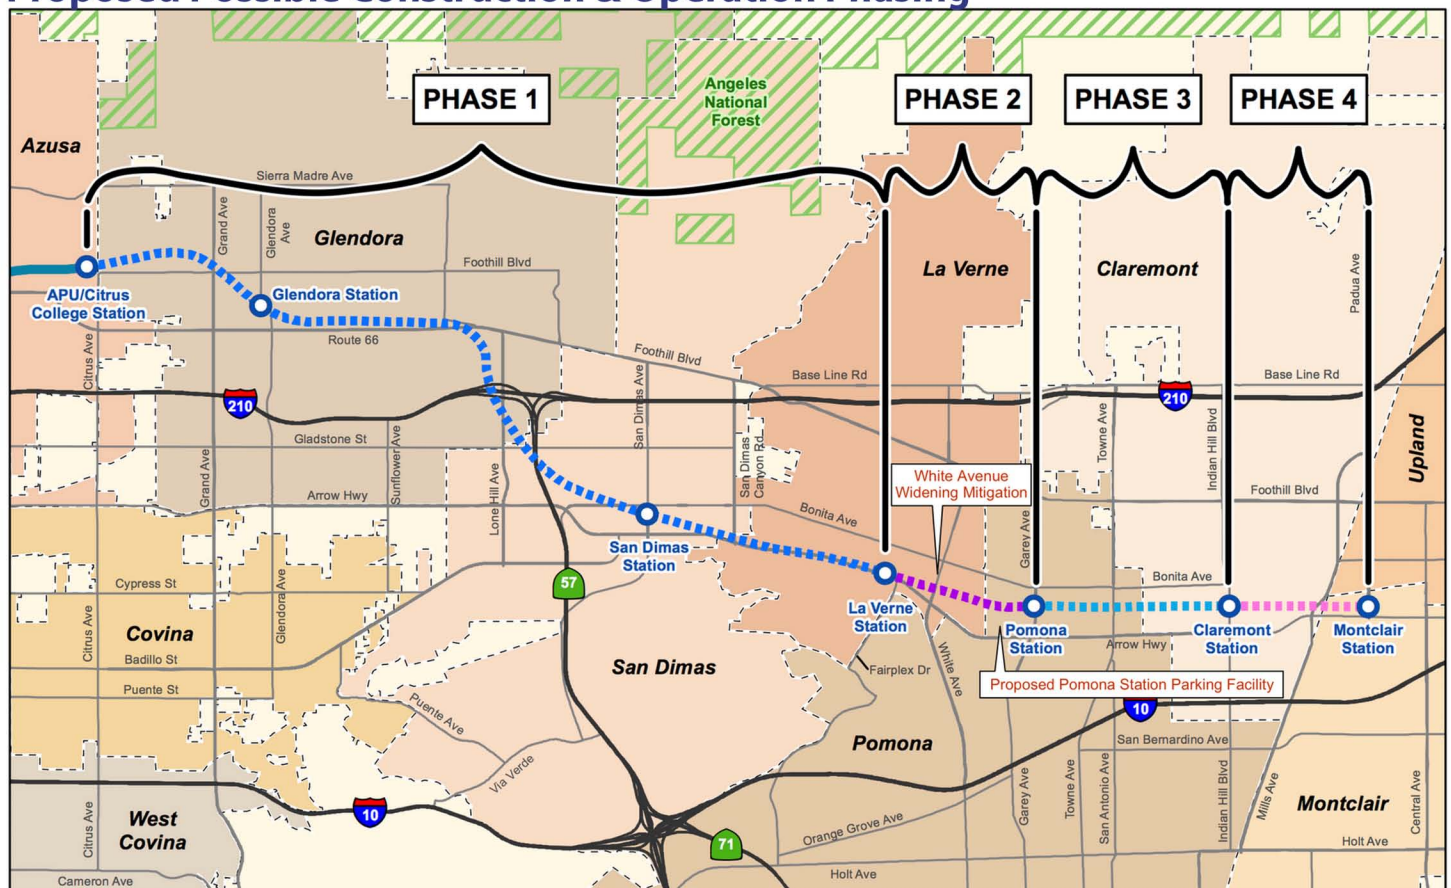 Proposed Possible Construction & Operation Phasing
PHASE 1
PHASE 2
PHASE 3
PHASE 4
Angeles
National
Forest
Azusa
Sierra Madre Ave
Grand Ave
Glendora
Ave
Glendora
La Verne
Claremont
Padua Ave
Foothill Blvd
APU/Citrus
College Station
Glendora Station
Route 66
Foothill Blvd
Citrus Ave
San Dimas Ave
Base Line Rd
Base Line Rd
210
210
Gladstone St
Sunflower Ave
Grand Ave
Lone Hill Ave
San Dimas
Canyon Rd
Towne Ave
Indian Hill Blvd
Upland
White Avenue
Widening Mitigation
Arrow Hwy
Foothill Blvd
Bonita Ave
Garey Ave
San Dimas
Station
57
Cypress St
Glendora Ave
Bonita Ave
Citrus Ave
Covina
La Verne
Station
Pomona
Station
Claremont
Station
Montclair
Station
Arrow Hwy
Badillo St
San Dimas
Fairplex Dr
White Ave
Puente St
Proposed Pomona Station Parking Facility
Puente Ave
10
Pomona
San Bernardino Ave
Via Verde
Garey Ave
Towne Ave
San Antonio Ave
Indian Hill Blvd
Mills Ave
Montclair
Central Ave
10
West
Covina
Citrus Ave
Orange Grove Ave
71
Holt Ave
Holt Ave
Cameron Ave